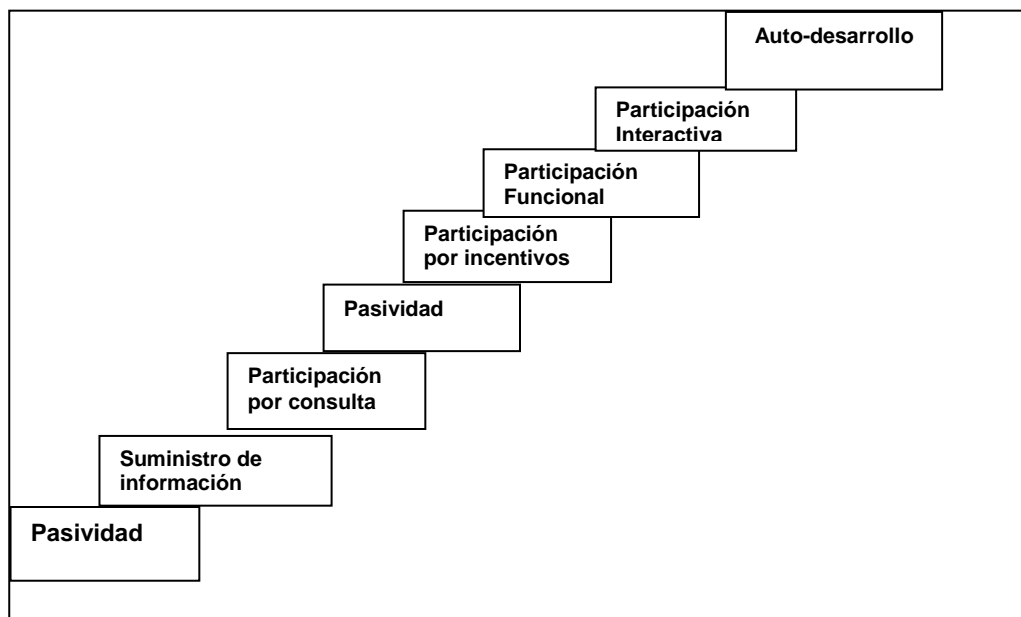 Auto-desarrollo
Participación
Interactiva
Participación
Funcional
Participación
por incentivos
Pasividad
Participación
por consulta
Suministro de
información
Pasividad